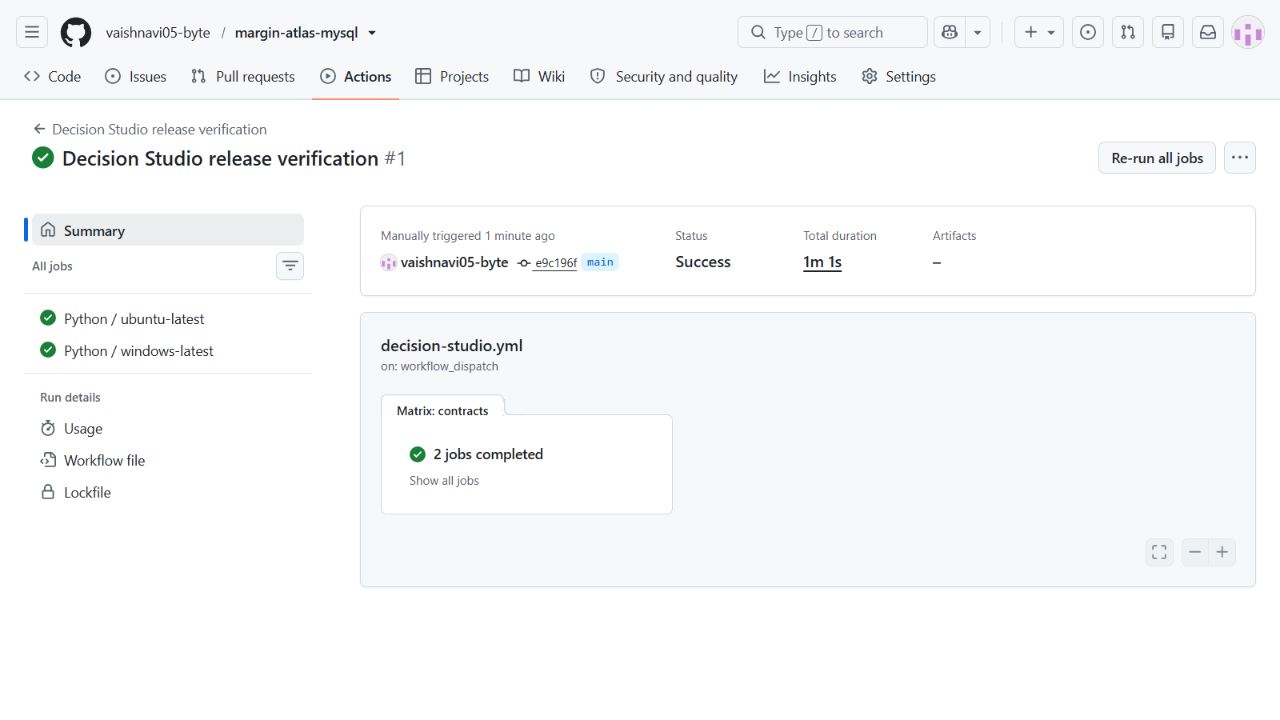 vaishnavi05-byte / margin-atlas-mysql
Type / to search
Code
Issues
Pull requests
Actions
Projects
Wiki
Security and quality
Insights
Settings
Decision Studio release verification
Decision Studio release verification #1
Re-run all jobs
Summary
All jobs
Python / ubuntu-latest
Python / windows-latest
Run details
Usage
Workflow file
Lockfile
Manually triggered 1 minute ago
vaishnavi05-byte e9c196f main
Status
Success
Total duration
1m 1s
Artifacts
–
decision-studio.yml
on: workflow_dispatch
Matrix: contracts
2 jobs completed
Show all jobs